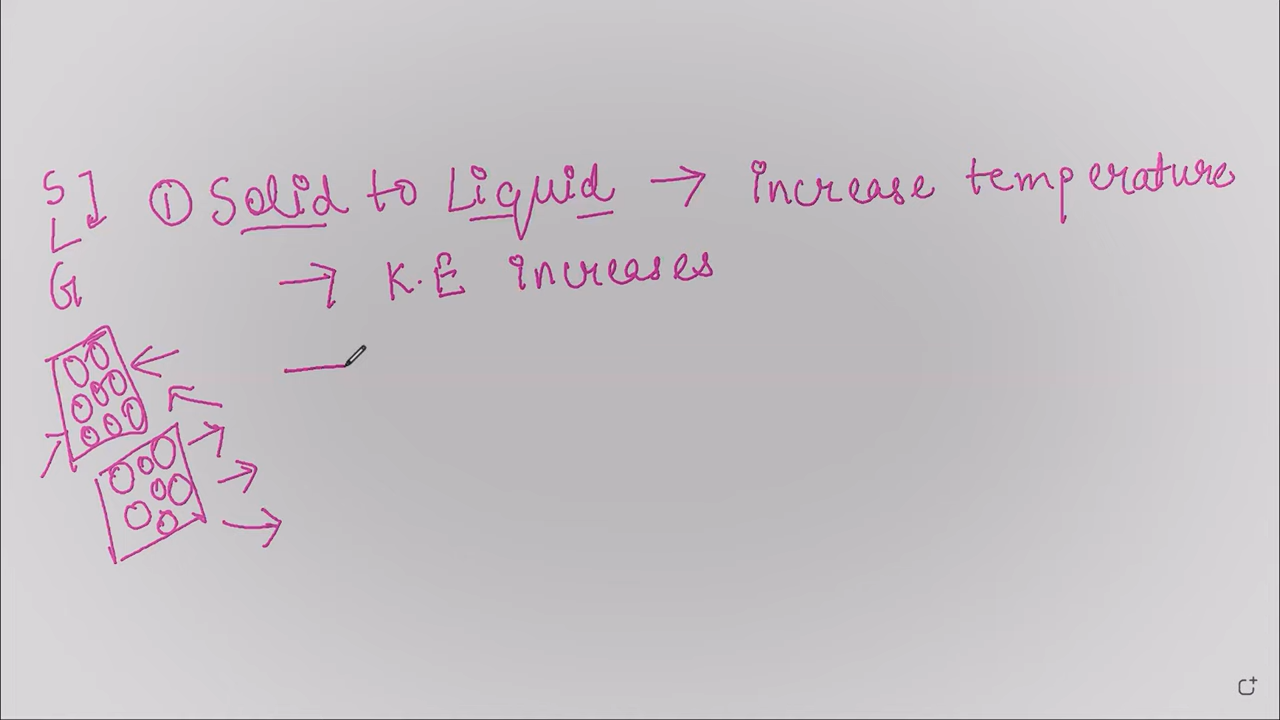 S
L
G
① Solid to Liquid → increase temperature
→ K.E increases